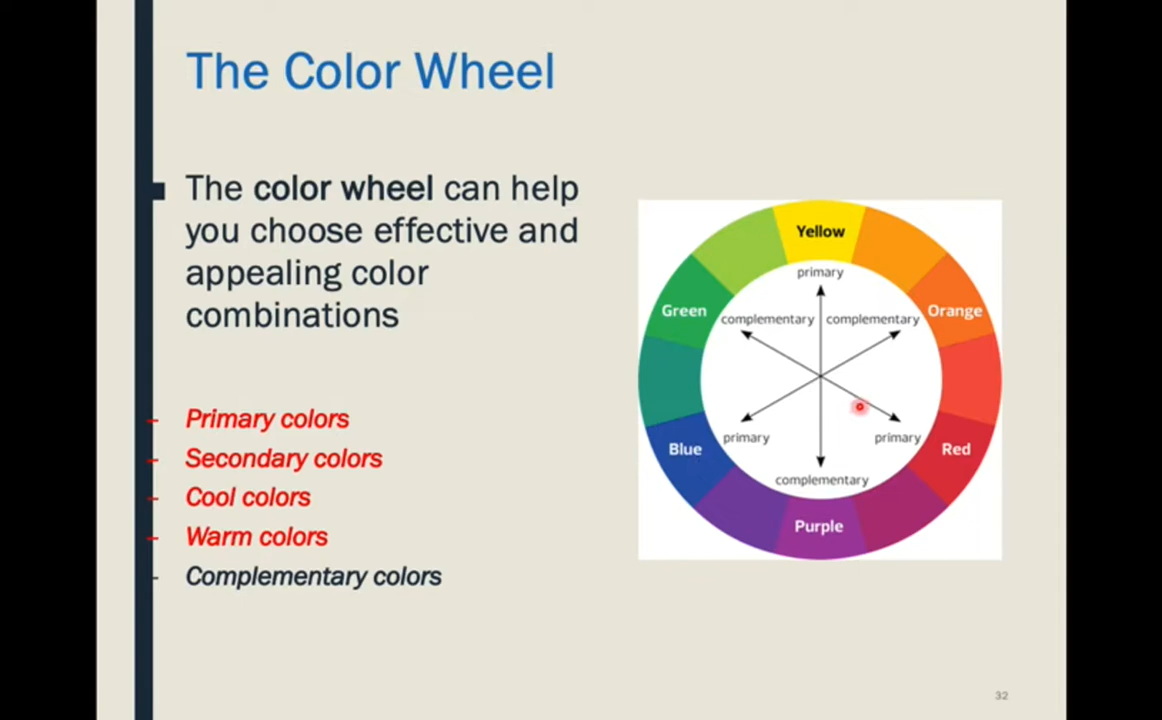 The Color Wheel
The color wheel can help
you choose effective and
appealing color
combinations
Primary colors
Secondary colors
Cool colors
Warm colors
Complementary colors
Yellow
primary
Green
complementary
complementary
Orange
Blue
primary
primary
Red
complementary
Purple
32